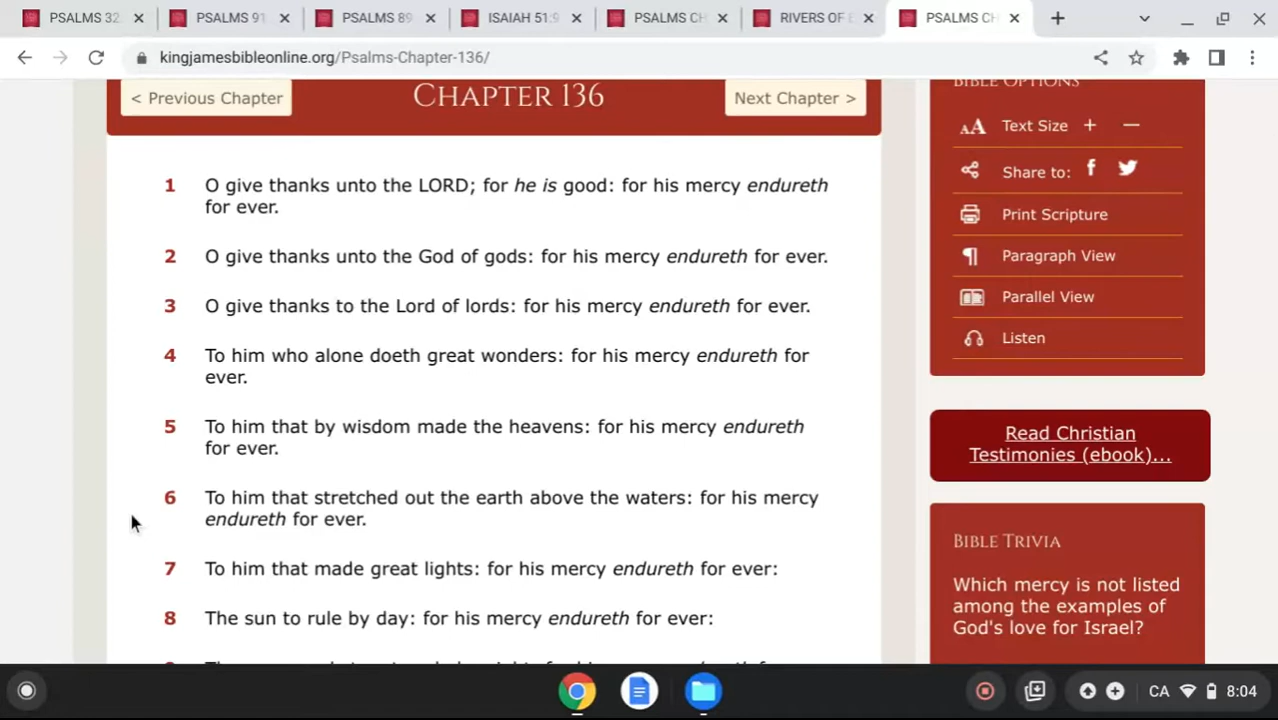 PSALMS 32
PSALMS 91
PSALMS 89
ISAIAH 51:9
PSALMS CH
RIVERS OF
PSALMS CH
kingjamesbibleonline.org/Psalms-Chapter-136/
< Previous Chapter
CHAPTER 136
Next Chapter >
1 O give thanks unto the LORD; for he is good: for his mercy endureth
for ever.
2 O give thanks unto the God of gods: for his mercy endureth for ever.
3 O give thanks to the Lord of lords: for his mercy endureth for ever.
4 To him who alone doeth great wonders: for his mercy endureth for
ever.
5 To him that by wisdom made the heavens: for his mercy endureth
for ever.
6 To him that stretched out the earth above the waters: for his mercy
endureth for ever.
7 To him that made great lights: for his mercy endureth for ever:
8 The sun to rule by day: for his mercy endureth for ever:
BIBLE OPTIONS
AA Text Size + —
Share to:
Print Scripture
Paragraph View
Parallel View
Listen
Read Christian
Testimonies (ebook)...
BIBLE TRIVIA
Which mercy is not listed
among the examples of
God's love for Israel?
CA 8:04